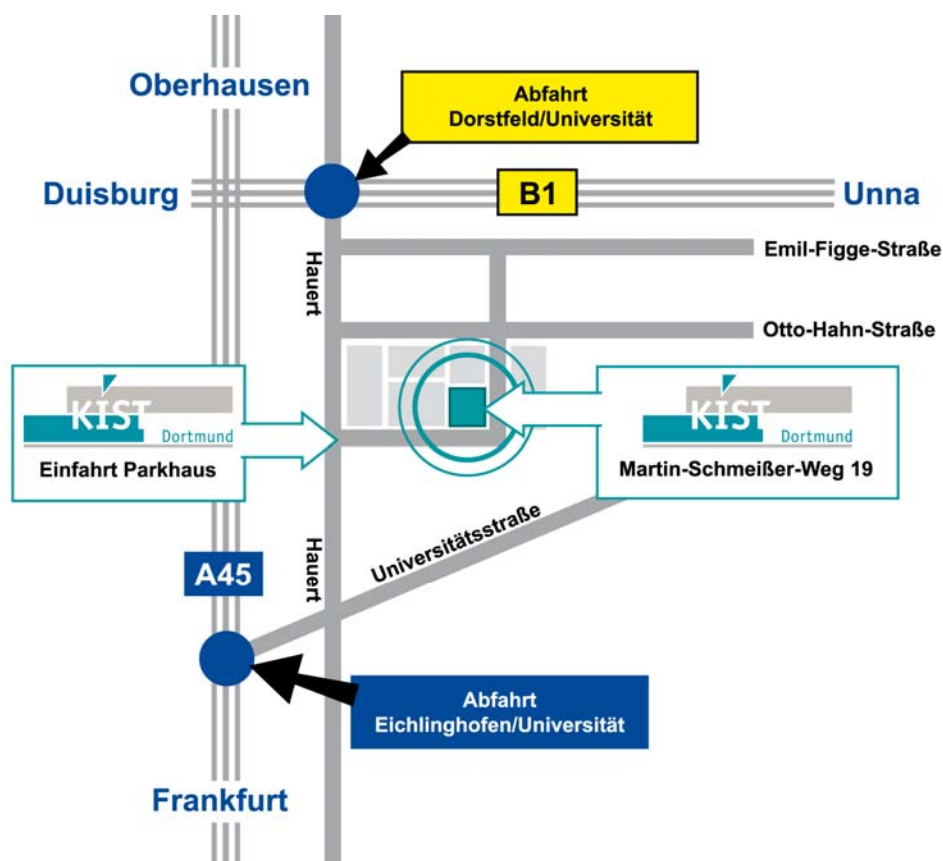 Oberhausen
Abfahrt
Dorstfeld/Universität
Duisburg
B1
Unna
Hauert
Emil-Figge-Straße
Otto-Hahn-Straße
KIST
Dortmund
Einfahrt Parkhaus
KIST
Dortmund
Martin-Schmeißer-Weg 19
Universitätsstraße
Hauert
A45
Abfahrt
Eichlinghofen/Universität
Frankfurt